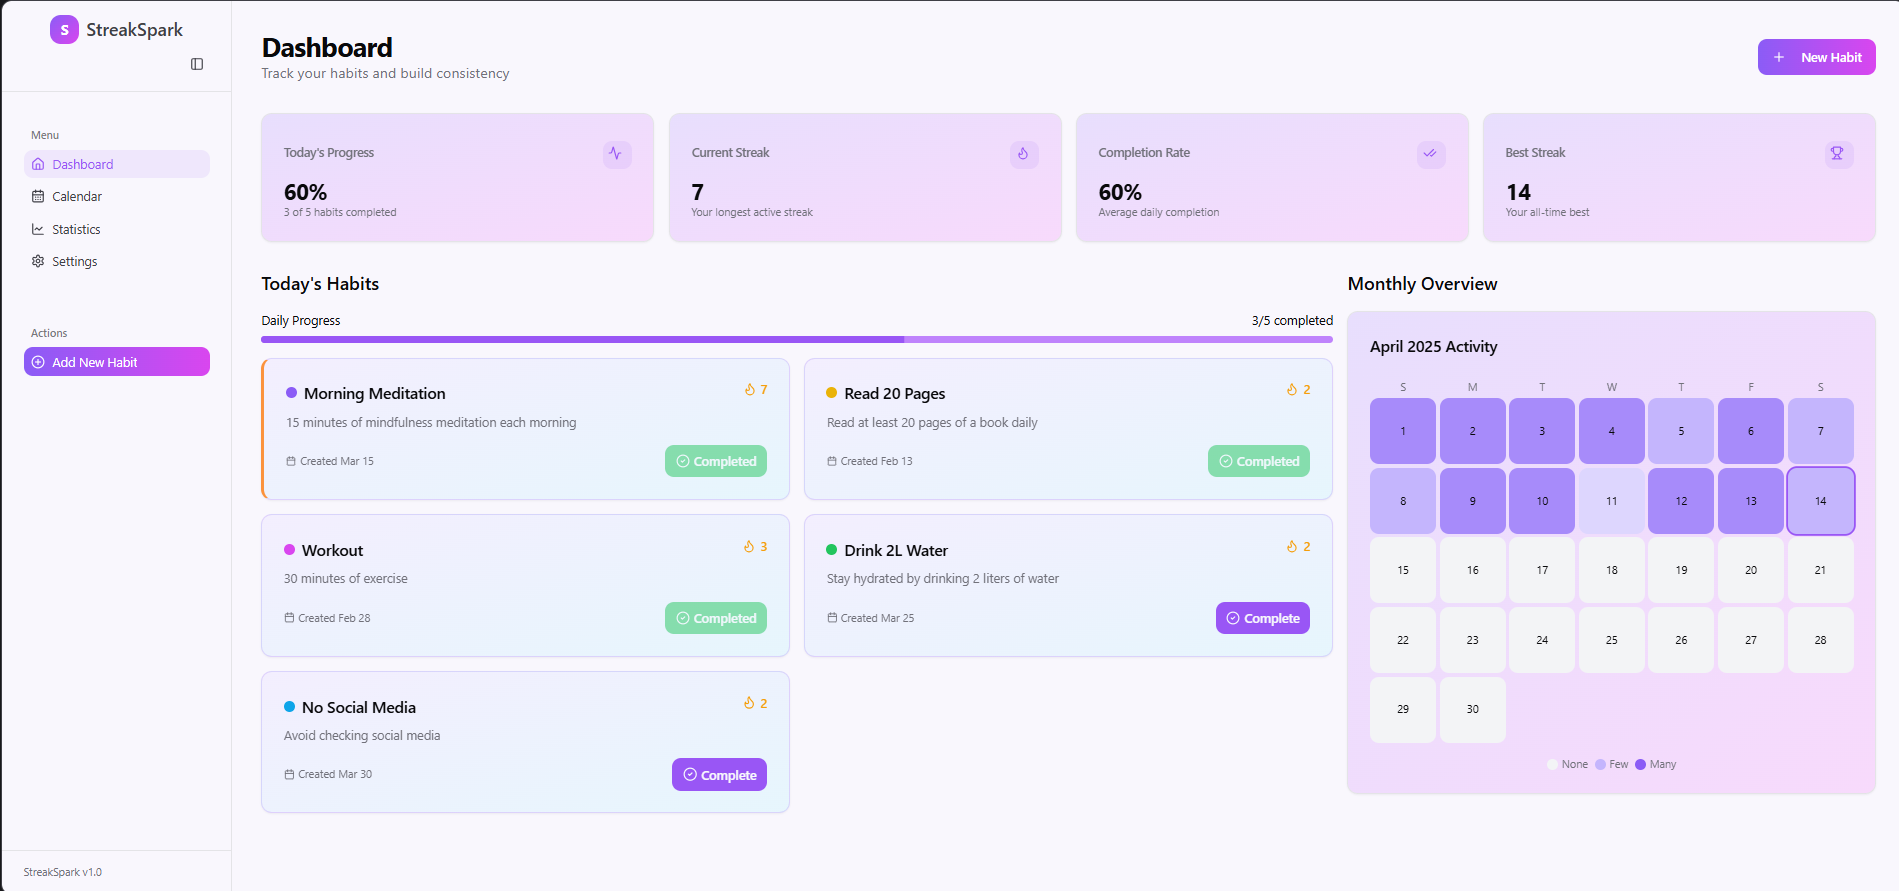 S StreakSpark
Menu
Dashboard
Calendar
Statistics
Settings
Actions
Add New Habit
StreakSpark v1.0
Dashboard
Track your habits and build consistency
New Habit
Today's Progress
60%
3 of 5 habits completed
Current Streak
7
Your longest active streak
Completion Rate
60%
Average daily completion
Best Streak
14
Your all-time best
Today's Habits
Daily Progress
3/5 completed
Morning Meditation
7
15 minutes of mindfulness meditation each morning
Created Mar 15
Completed
Read 20 Pages
2
Read at least 20 pages of a book daily
Created Feb 13
Completed
Workout
3
30 minutes of exercise
Created Feb 28
Completed
Drink 2L Water
2
Stay hydrated by drinking 2 liters of water
Created Mar 25
Complete
No Social Media
2
Avoid checking social media
Created Mar 30
Complete
Monthly Overview
April 2025 Activity
S M T W T F S
1 2 3 4 5 6 7
8 9 10 11 12 13 14
15 16 17 18 19 20 21
22 23 24 25 26 27 28
29 30
None Few Many